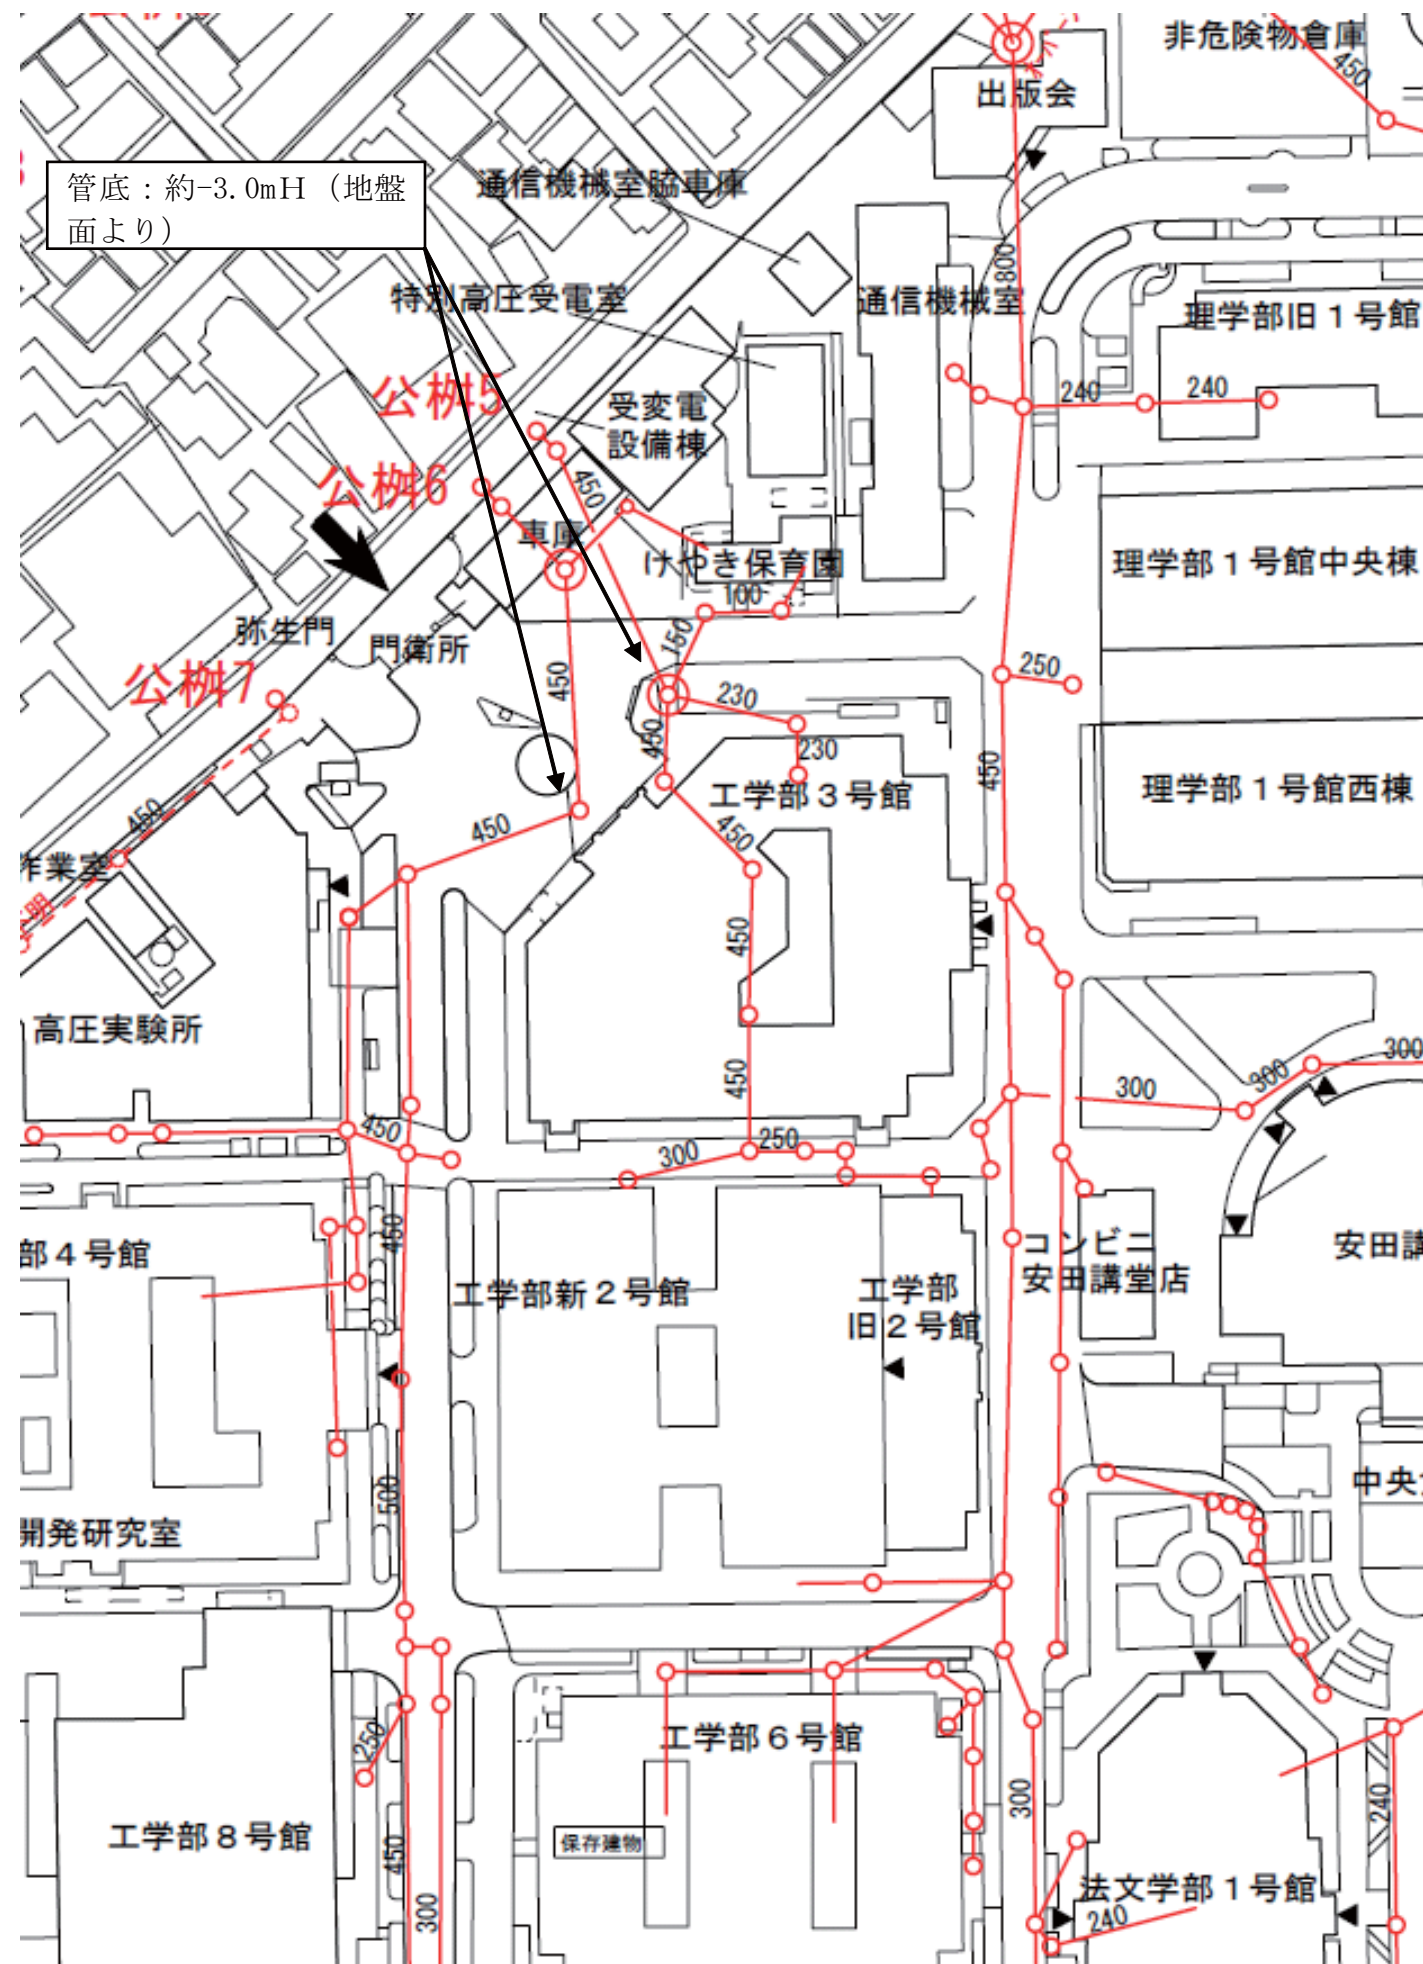 非危険物倉庫
450
出版会
管底：約-3.0mH（地盤
面より）
通信機械室脇車庫
800
特別高圧受電室
通信機械室
理学部旧１号館
公桝5
受変電
設備棟
240
240
公桝6
450
車庫
けやき保育園
理学部１号館中央棟
100
弥生門
門衛所
150
公桝7
450
250
230
450
230
450
工学部３号館
理学部１号館西棟
450
450
450
作業室
450
明
高圧実験所
450
300
300
300
450
250
300
450
部４号館
コンビニ
安田講堂店
安田講
工学部新２号館
工学部
旧２号館
500
中央
開発研究室
250
工学部６号館
300
240
工学部８号館
保存建物
450
300
法文学部１号館
240